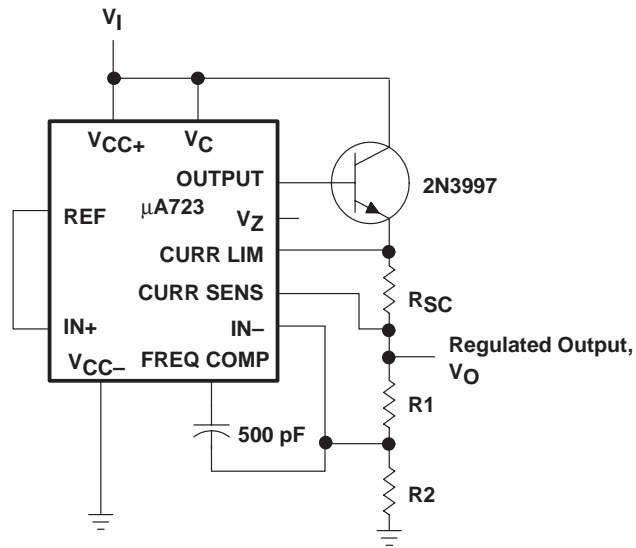 VI
VCC+
VC
OUTPUT
2N3997
μA723
REF
VZ
CURR LIM
CURR SENS
RSC
IN+
IN–
Regulated Output,
VO
VCC–
FREQ COMP
R1
500 pF
R2